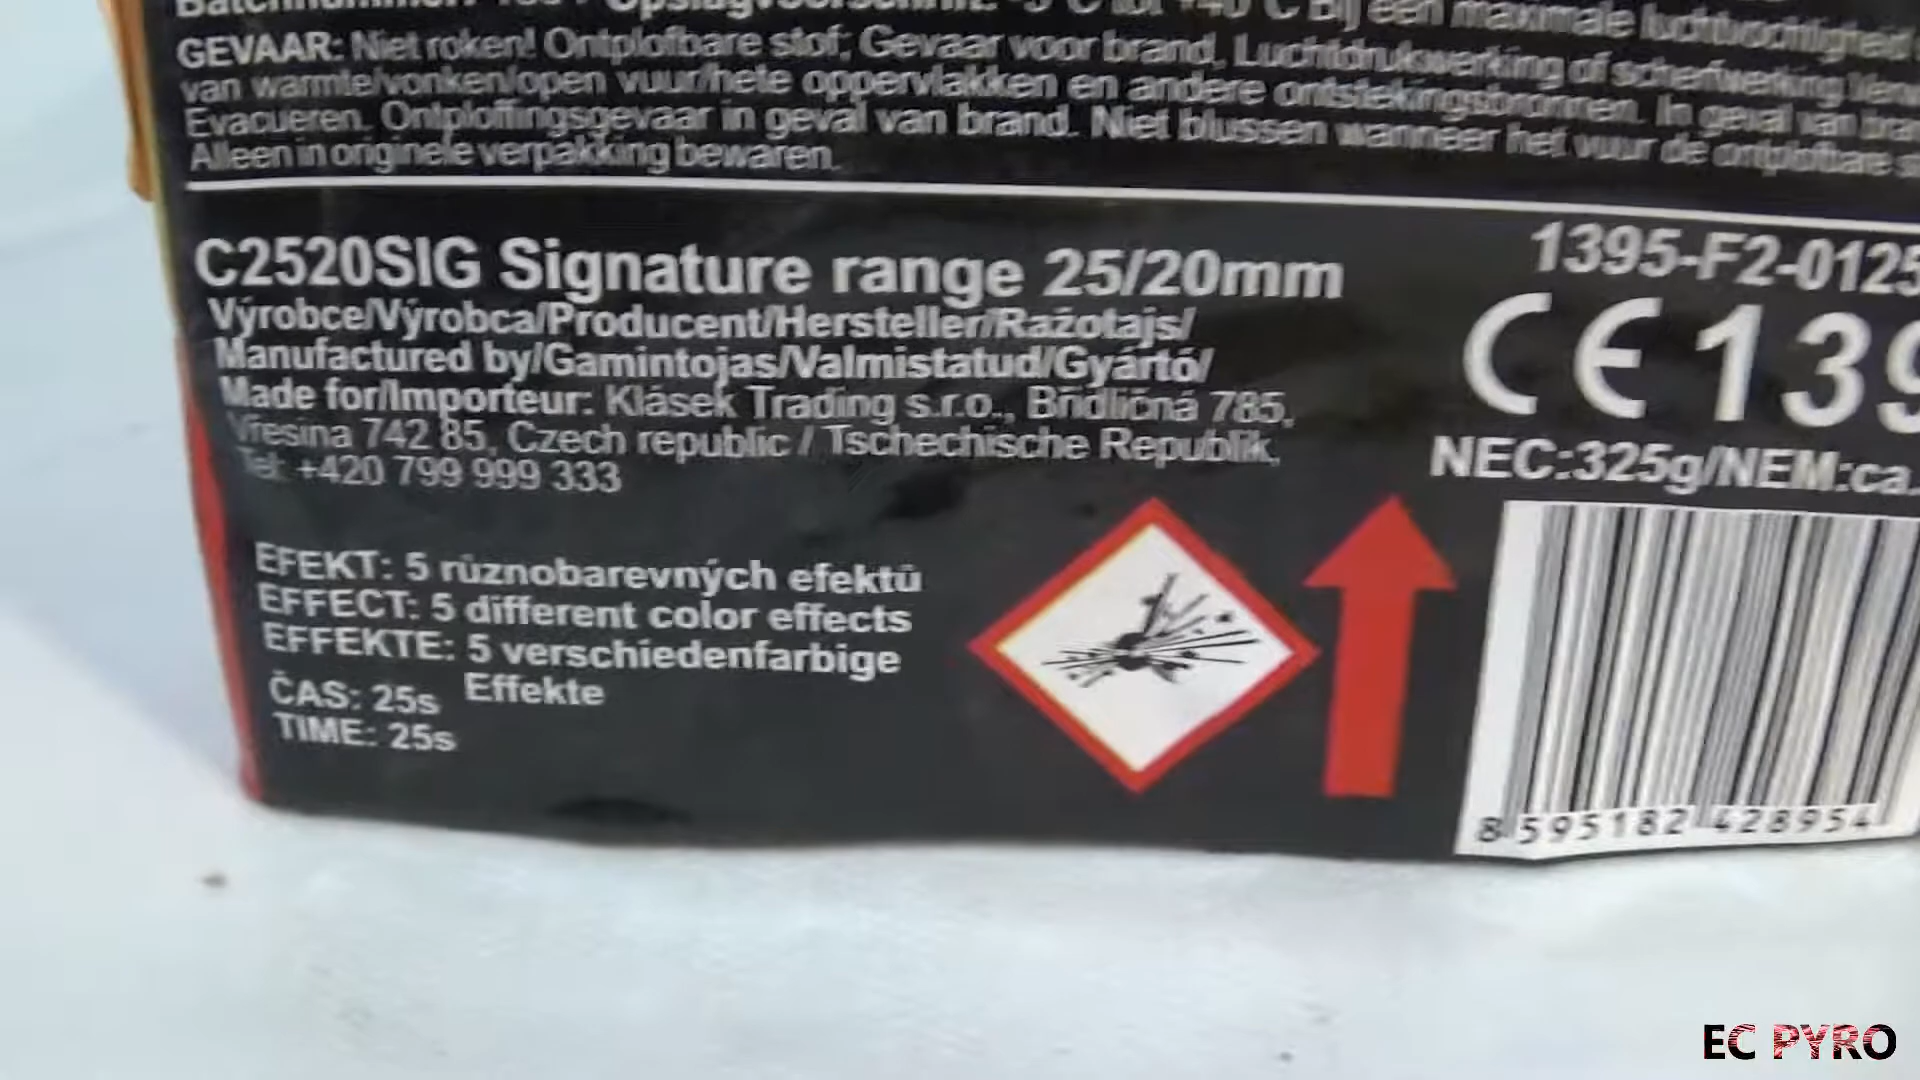 GEVAAR: Niet roken! Ontplofbare stof; Gevaar voor brand, Luchtdrukwerking of scherfwerking.
van warmte/vonken/open vuur/hete oppervlakken en andere ontstekingsbronnen. In geval van
Evacueren. Ontploffingsgevaar in geval van brand. Niet blussen wanneer het vuur de ontplofbare
Alleen in originele verpakking bewaren.
C2520SIG Signature range 25/20mm
Výrobce/Výrobca/Producent/Hersteller/Ražotajs/
Manufactured by/Gamintojas/Valmistatud/Gyártó/
Made for/Importeur: Klásek Trading s.r.o., Břidličná 785,
Vřesina 742 85, Czech republic / Tschechische Republik,
Tel: +420 799 999 333
1395-F2-0125
CE 139
NEC:325g/NEM:ca.
EFEKT: 5 různobarevných efektů
EFFECT: 5 different color effects
EFFEKTE: 5 verschiedenfarbige
Effekte
ČAS: 25s
TIME: 25s
8 595182 428954
EC PYRO